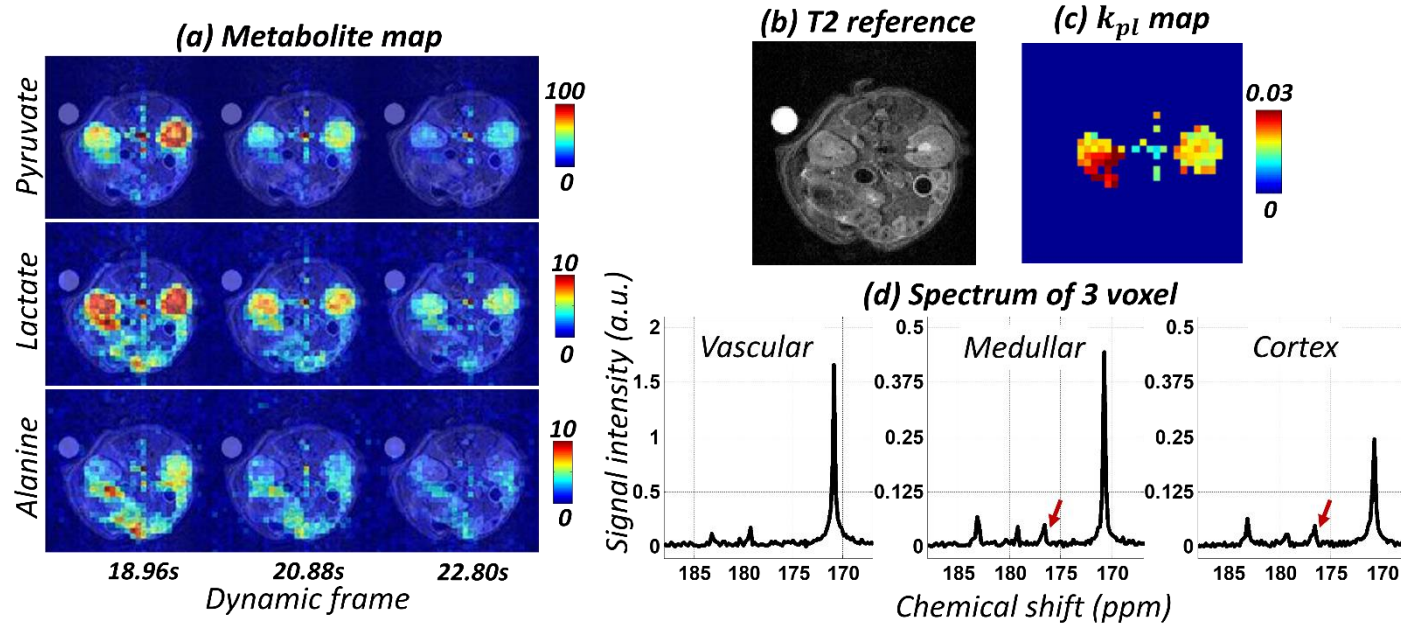 (a) Metabolite map
Pyruvate
100
0
Lactate
10
0
Alanine
10
0
18.96s 20.88s 22.80s
Dynamic frame
(b) T2 reference
(c) kₚₗ map
0.03
0
(d) Spectrum of 3 voxel
Signal intensity (a.u.)
Vascular
2
1.5
1
0.5
0
185 180 175 170
Medullar
0.5
0.375
0.25
0.125
0
185 180 175 170
Cortex
0.5
0.375
0.25
0.125
0
185 180 175 170
Chemical shift (ppm)